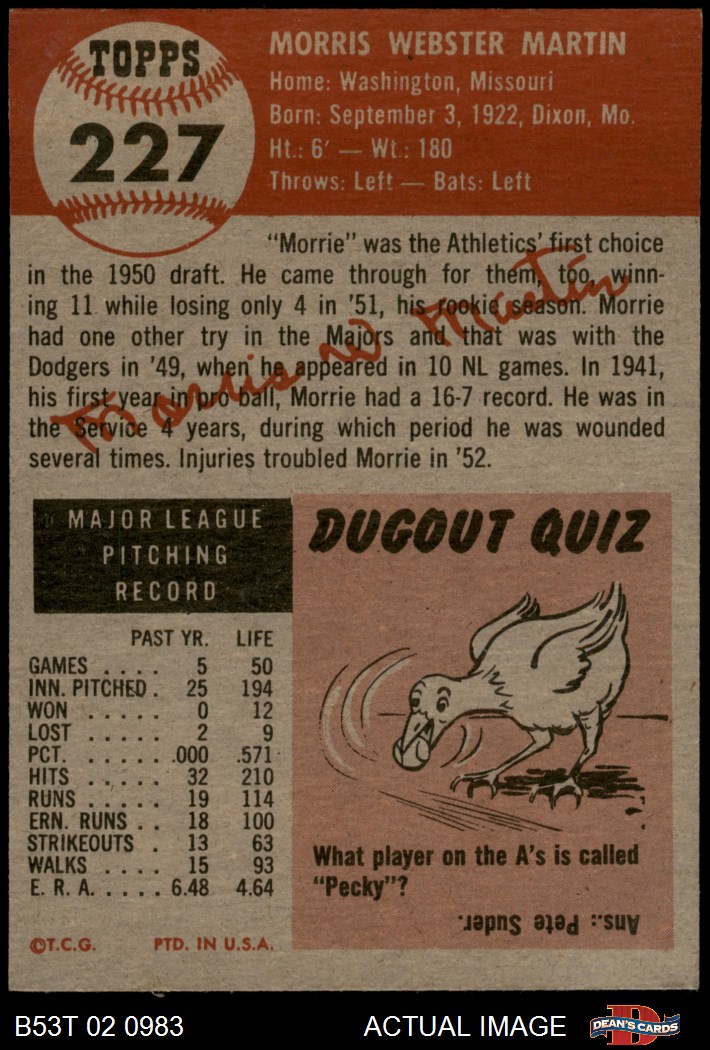 TOPPS
227
MORRIS WEBSTER MARTIN
Home: Washington, Missouri
Born: September 3, 1922, Dixon, Mo.
Ht.: 6' — Wt.: 180
Throws: Left — Bats: Left
"Morrie" was the Athletics' first choice
in the 1950 draft. He came through for them, too, winn-
ing 11 while losing only 4 in '51, his rookie season. Morrie
had one other try in the Majors and that was with the
Dodgers in '49, when he appeared in 10 NL games. In 1941,
his first year in pro ball, Morrie had a 16-7 record. He was in
the Service 4 years, during which period he was wounded
several times. Injuries troubled Morrie in '52.
Morris W Martin
MAJOR LEAGUE
PITCHING
RECORD
PAST YR. LIFE
GAMES .... 5 50
INN. PITCHED . 25 194
WON ..... 0 12
LOST ..... 2 9
PCT. ..... .000 .571
HITS ..... 32 210
RUNS ..... 19 114
ERN. RUNS .. 18 100
STRIKEOUTS . 13 63
WALKS .... 15 93
E. R. A. .... 6.48 4.64
©T.C.G. PTD. IN U.S.A.
DUGOUT QUIZ
What player on the A's is called
"Pecky"?
Ans.: Pete Suder.
B53T 02 0983 ACTUAL IMAGE
D
DEAN'S CARDS